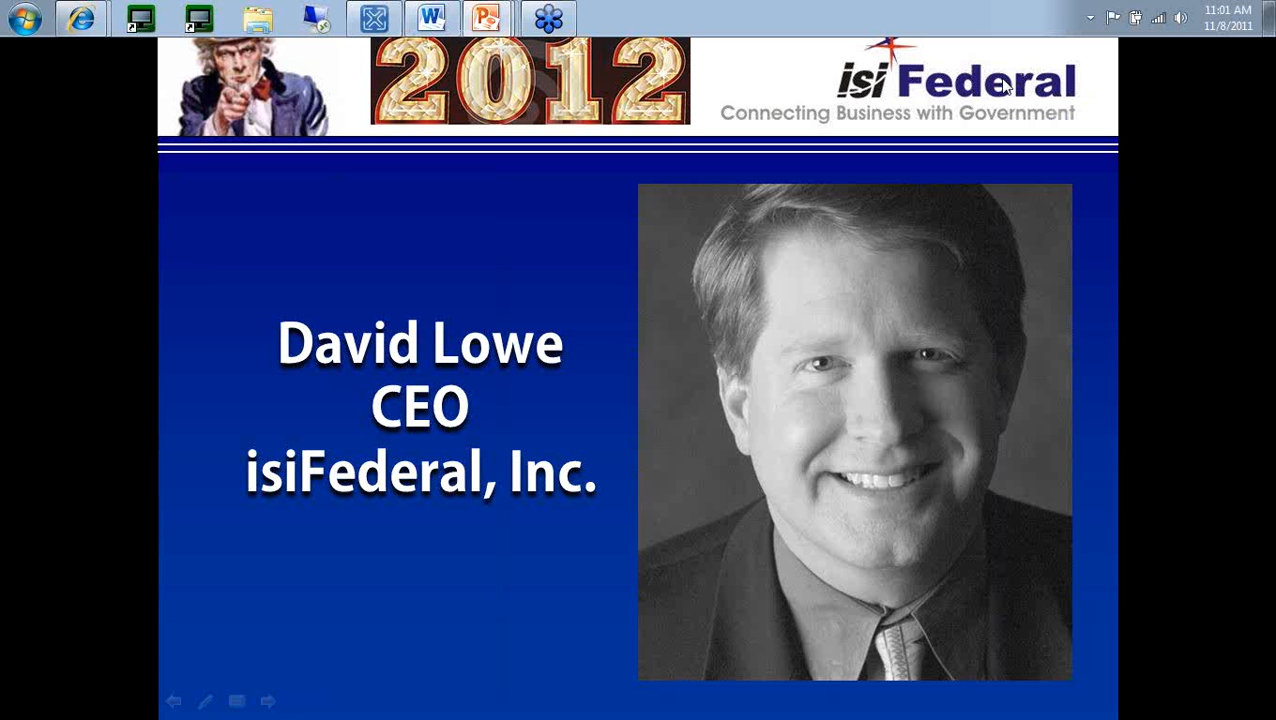 11:01 AM
11/8/2011
2012
isi Federal
Connecting Business with Government
David Lowe
CEO
isiFederal, Inc.